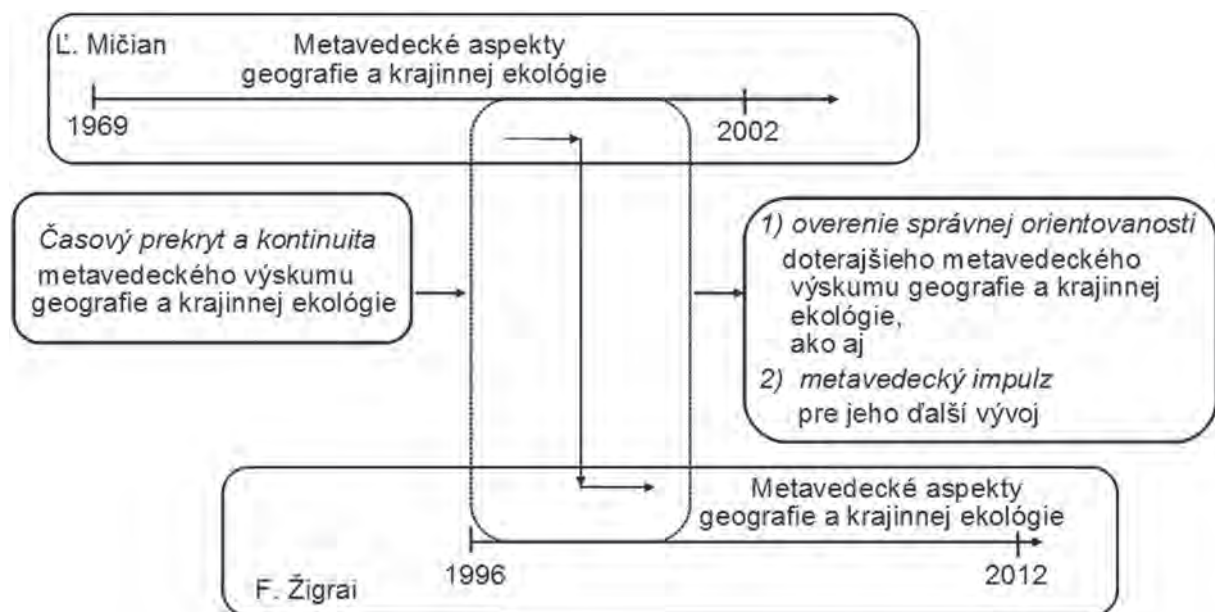 Ľ. Mičian
Metavedecké aspekty
geografie a krajinnej ekológie
1969
2002
Časový prekryt a kontinuita
metavedeckého výskumu
geografie a krajinnej ekológie
1) overenie správnej orientovanosti
doterajšieho metavedeckého
výskumu geografie a krajinnej
ekológie,
ako aj
2) metavedecký impulz
pre jeho ďalší vývoj
Metavedecké aspekty
geografie a krajinnej ekológie
1996
2012
F. Žigrai